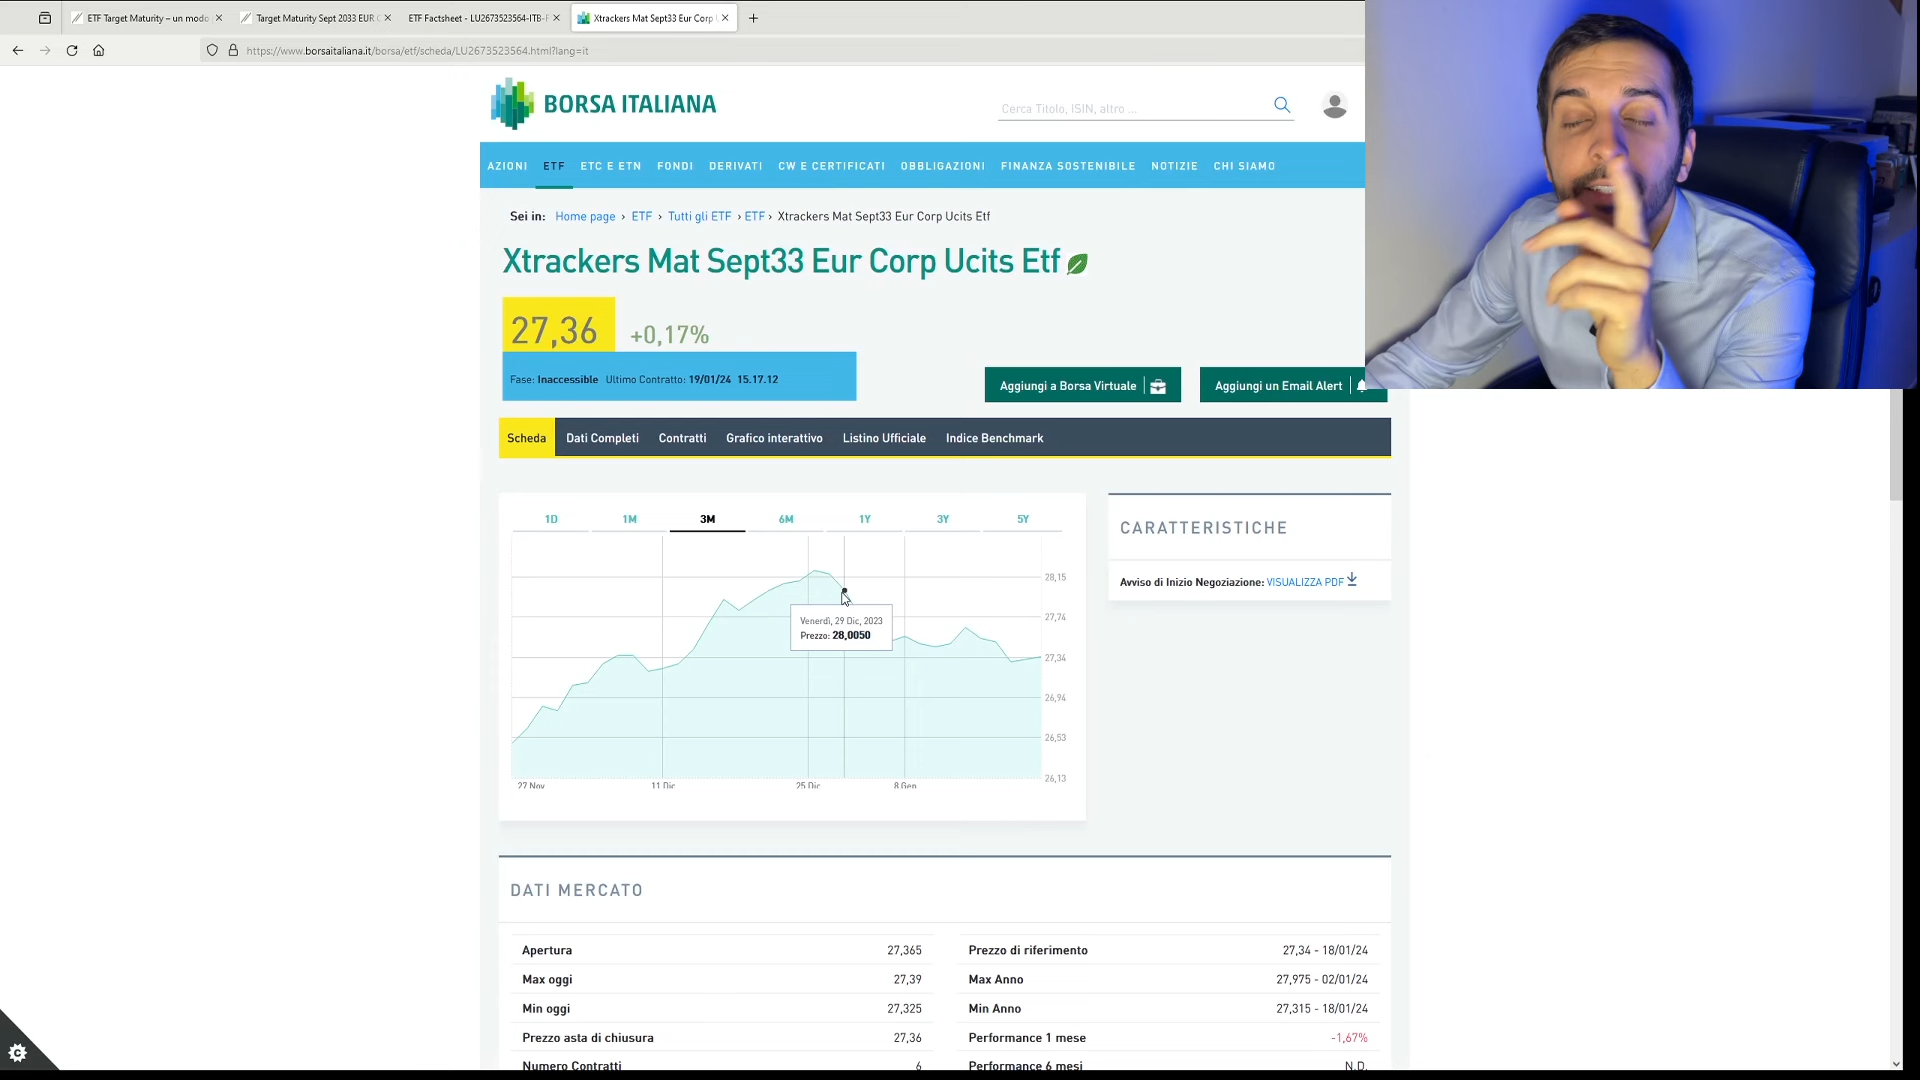 ETF Target Maturity – un modo
Target Maturity Sept 2033 EUR C
ETF Factsheet - LU2673523564-ITB-F
Xtrackers Mat Sept33 Eur Corp
https://www.borsaitaliana.it/borsa/etf/scheda/LU2673523564.html?lang=it
BORSA ITALIANA
Cerca Titolo, ISIN, altro ...
AZIONI ETF ETC E ETN FONDI DERIVATI CW E CERTIFICATI OBBLIGAZIONI FINANZA SOSTENIBILE NOTIZIE CHI SIAMO
Sei in: Home page › ETF › Tutti gli ETF › ETF › Xtrackers Mat Sept33 Eur Corp Ucits Etf
Xtrackers Mat Sept33 Eur Corp Ucits Etf
27,36 +0,17%
Fase: Inaccessible Ultimo Contratto: 19/01/24 15.17.12
Aggiungi a Borsa Virtuale
Aggiungi un Email Alert
Scheda Dati Completi Contratti Grafico interattivo Listino Ufficiale Indice Benchmark
1D 1M 3M 6M 1Y 3Y 5Y
28,15
27,74
27,34
26,94
26,53
26,13
Venerdì, 29 Dic, 2023
Prezzo: 28,0050
27 Nov 11 Dic 25 Dic 8 Gen
CARATTERISTICHE
Avviso di Inizio Negoziazione: VISUALIZZA PDF
DATI MERCATO
Apertura 27,365
Max oggi 27,39
Min oggi 27,325
Prezzo asta di chiusura 27,36
Numero Contratti 6
Prezzo di riferimento 27,34 - 18/01/24
Max Anno 27,975 - 02/01/24
Min Anno 27,315 - 18/01/24
Performance 1 mese -1,67%
Performance 6 mesi N.D.